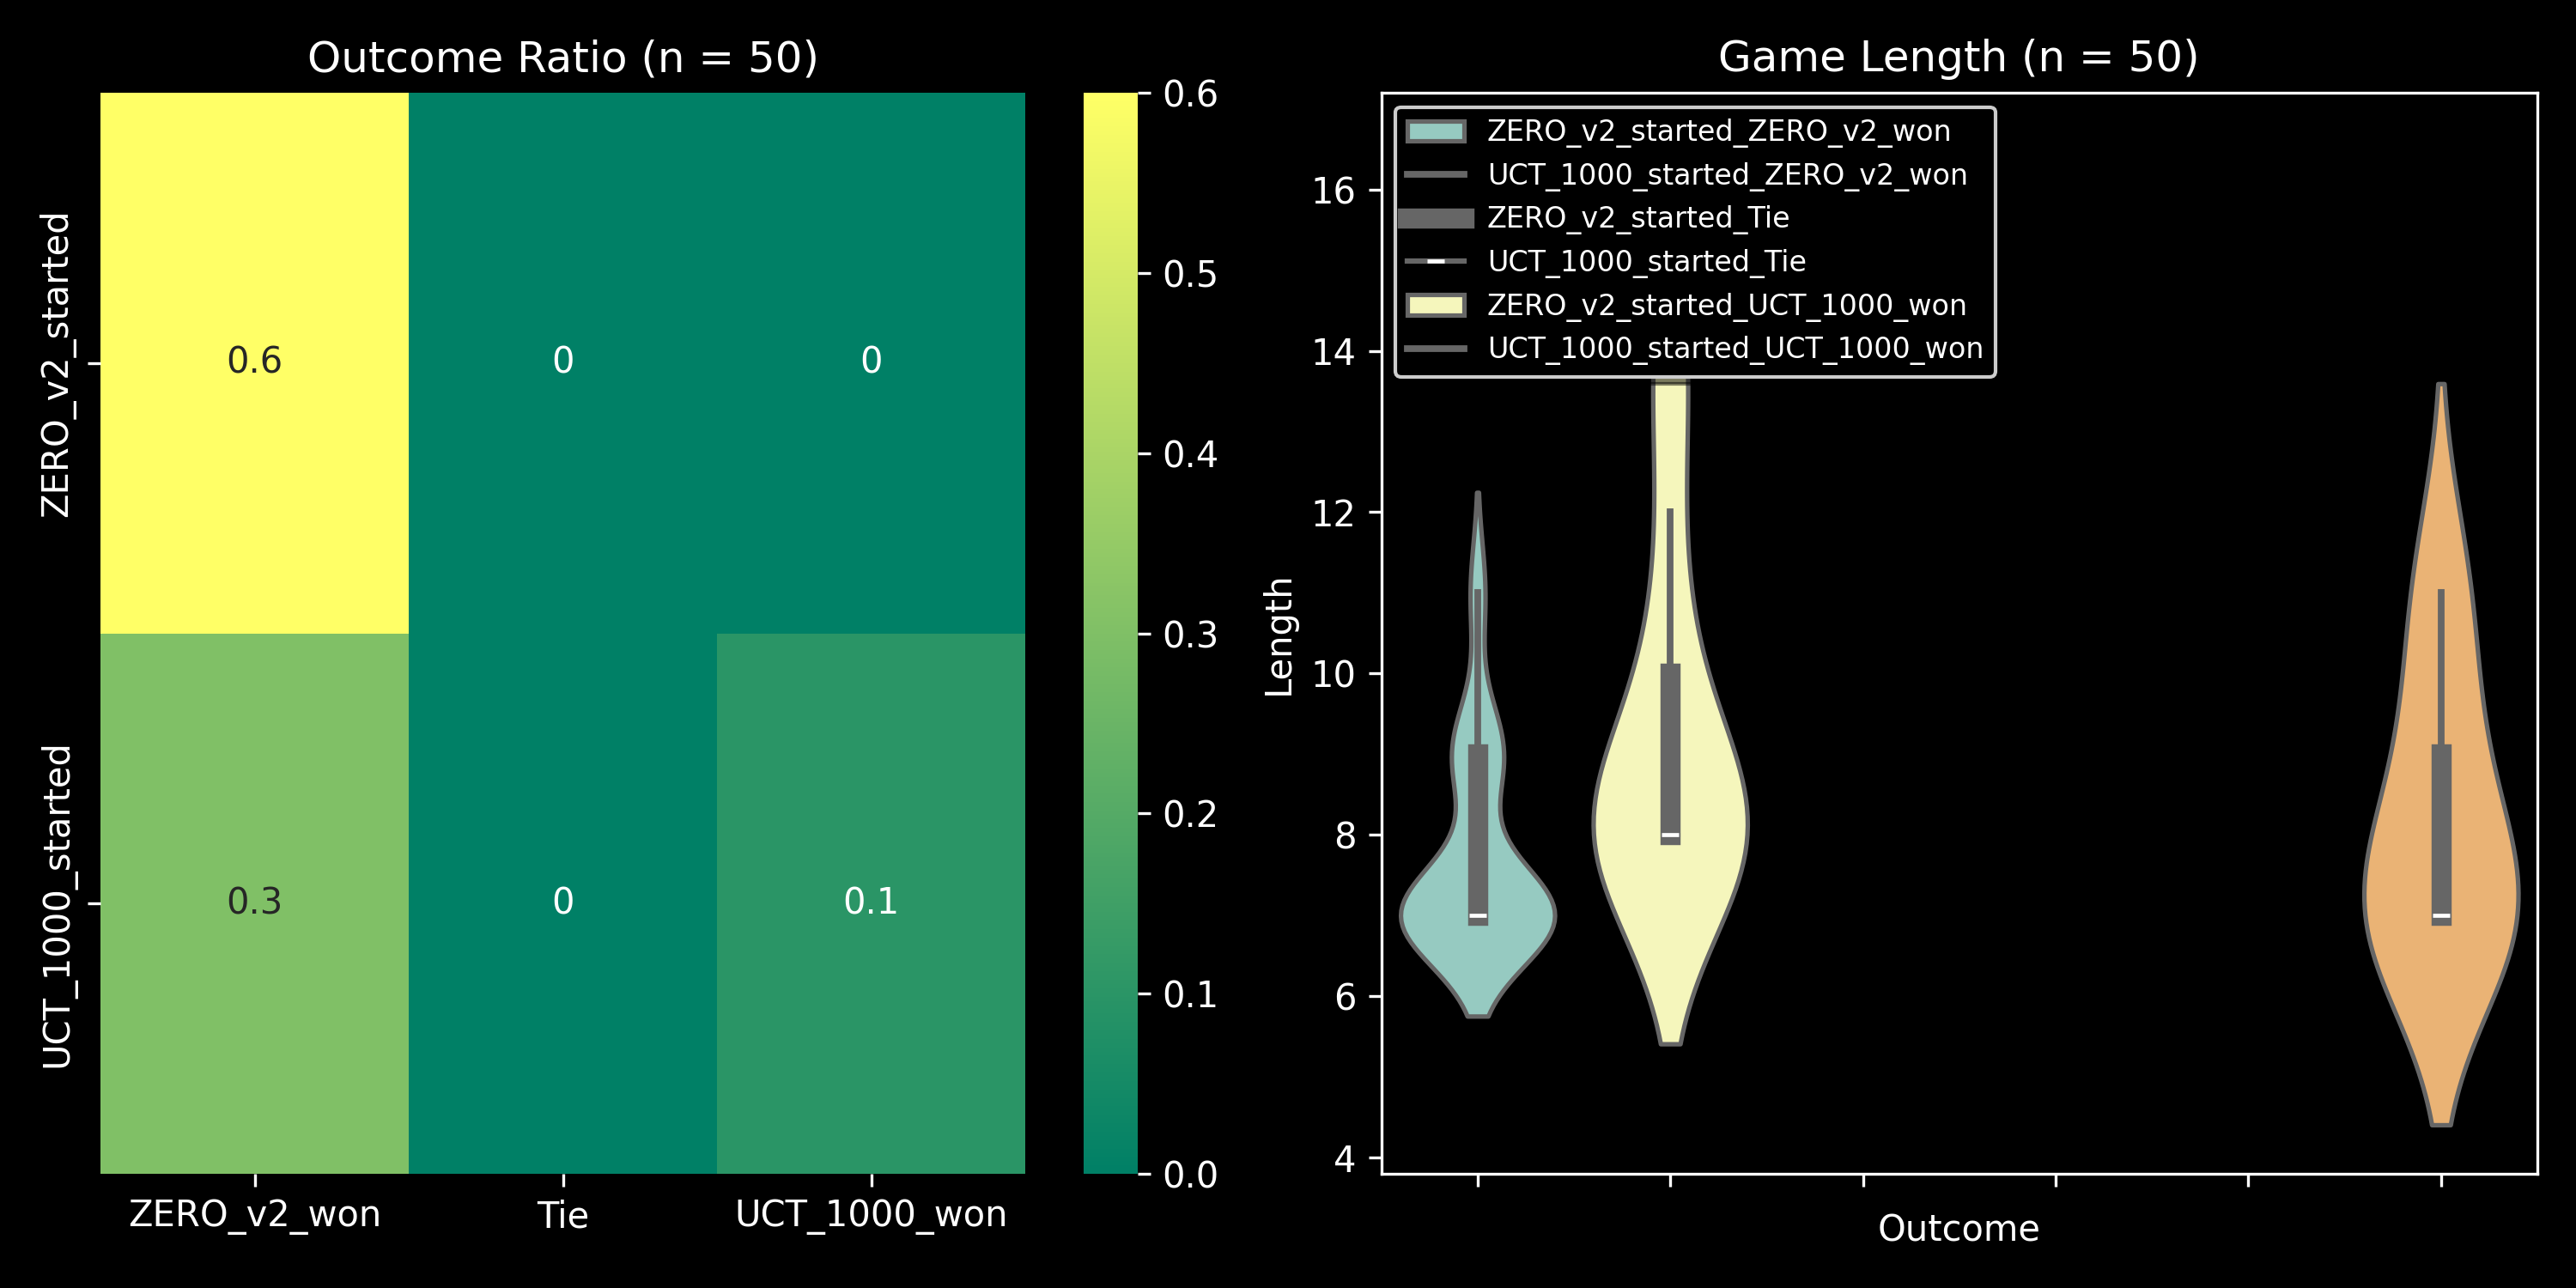 Outcome Ratio (n = 50)
ZERO_v2_started
UCT_1000_started
0.6
0
0
0.3
0
0.1
ZERO_v2_won
Tie
UCT_1000_won
0.6
0.5
0.4
0.3
0.2
0.1
0.0
Game Length (n = 50)
Length
16
14
12
10
8
6
4
ZERO_v2_started_ZERO_v2_won
UCT_1000_started_ZERO_v2_won
ZERO_v2_started_Tie
UCT_1000_started_Tie
ZERO_v2_started_UCT_1000_won
UCT_1000_started_UCT_1000_won
Outcome